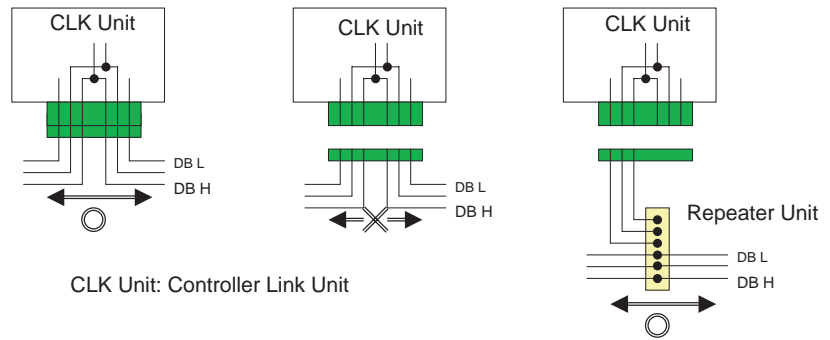 CLK Unit
DB L
DB H
CLK Unit
DB L
DB H
CLK Unit
Repeater Unit
DB L
DB H
CLK Unit: Controller Link Unit